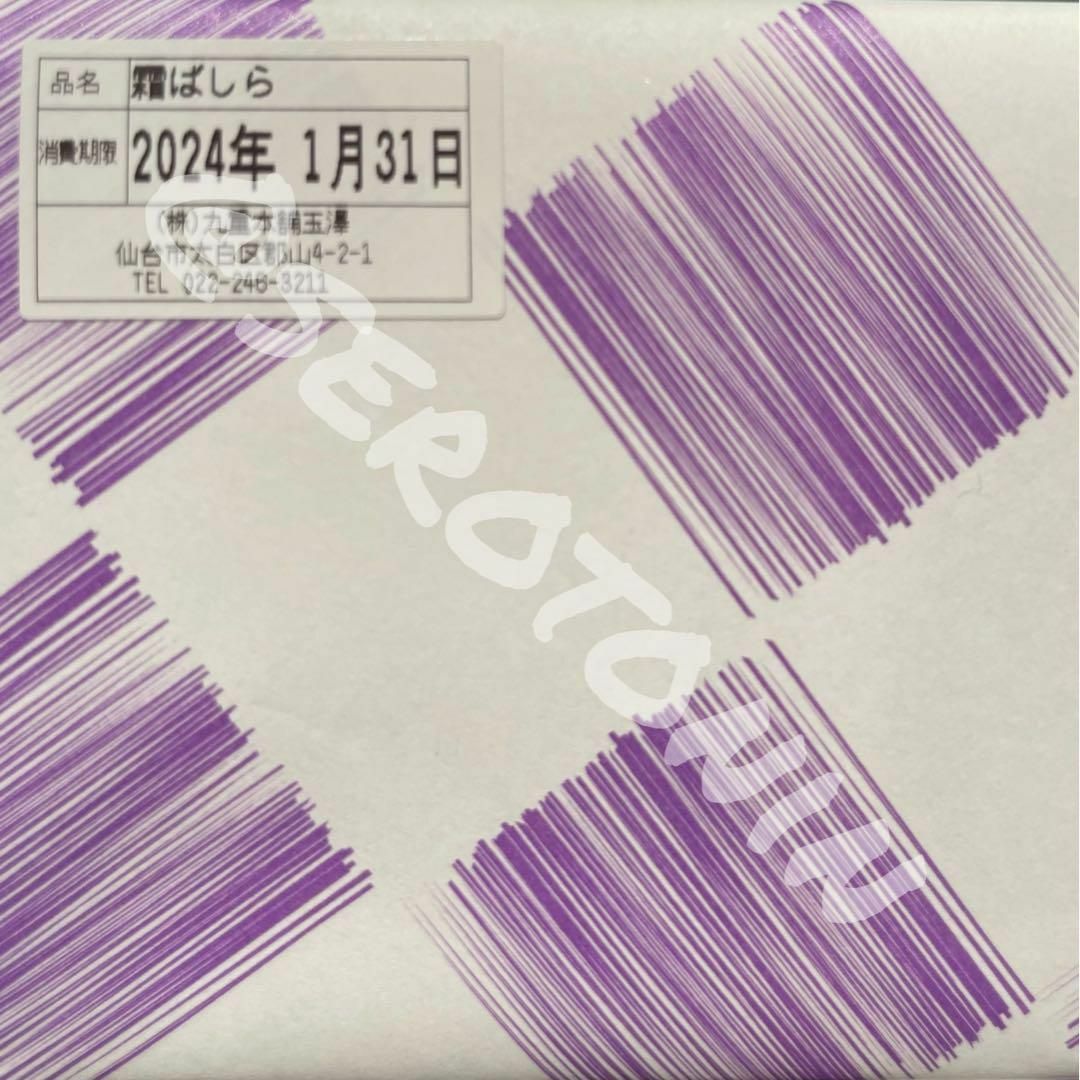 品名 霜ばしら
消費期限 2024年 1月31日
(株)九重本舗玉澤
仙台市太白区郡山4-2-1
TEL 022-246-3211
©SEROTONIN